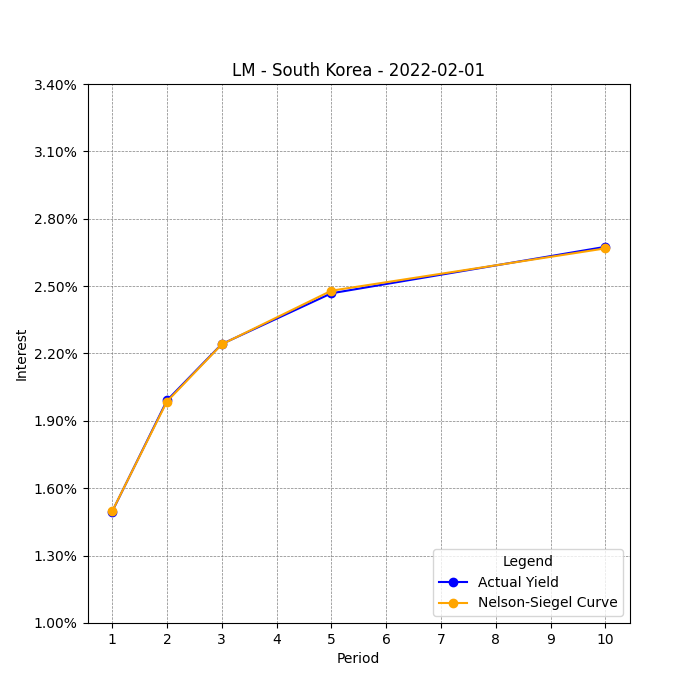 LM - South Korea - 2022-02-01
3.40%
3.10%
2.80%
2.50%
2.20%
1.90%
1.60%
1.30%
1.00%
Interest
Legend
Actual Yield
Nelson-Siegel Curve
1 2 3 4 5 6 7 8 9 10
Period